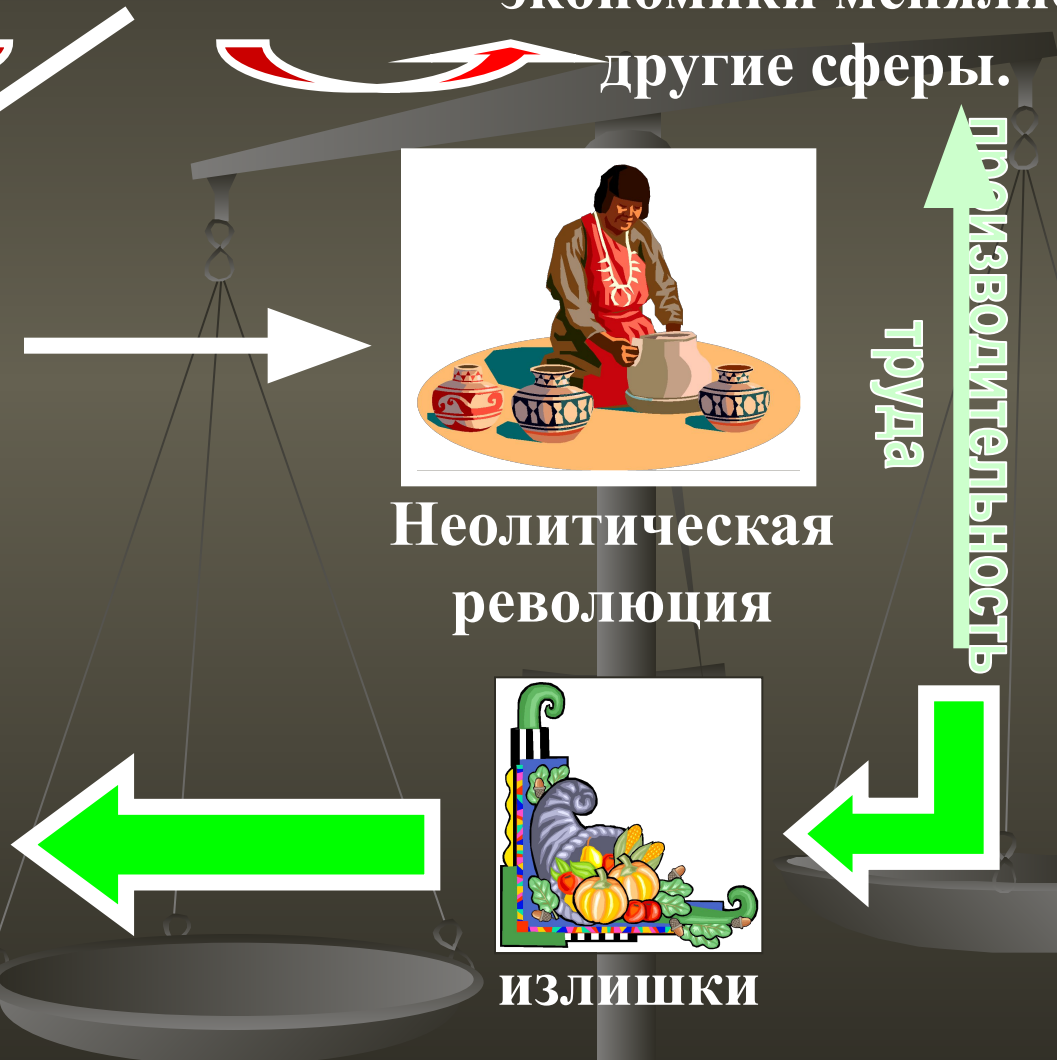 другие сферы.
производительность
труда
Неолитическая
революция
излишки